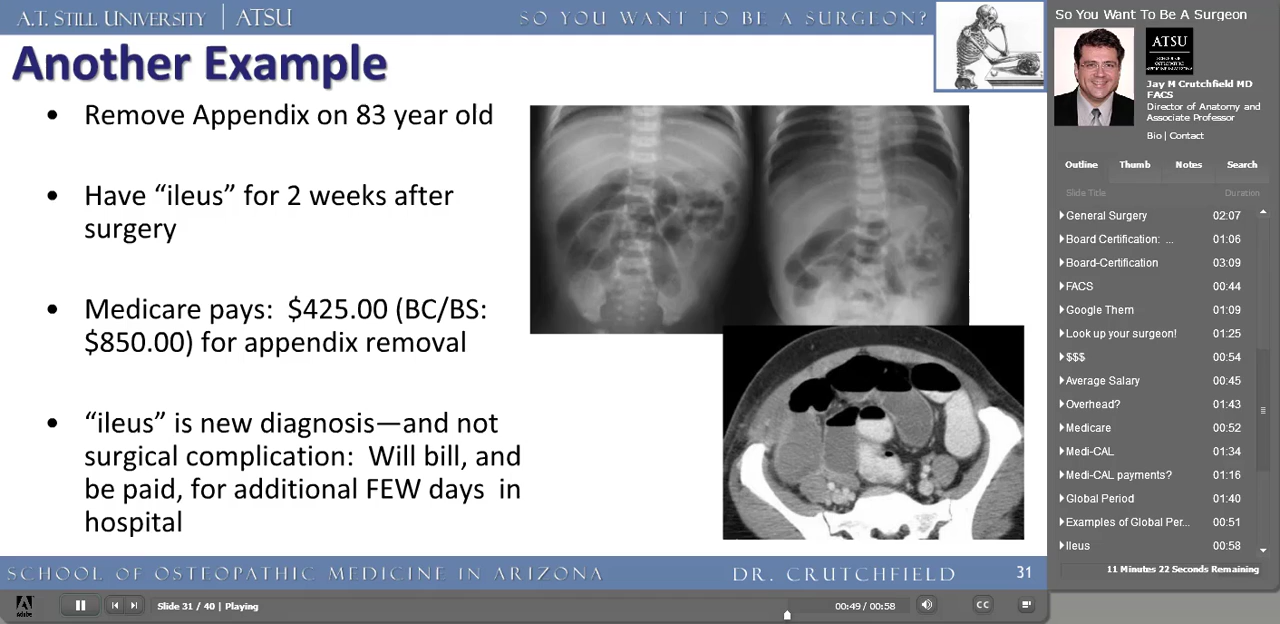 A.T. STILL UNIVERSITY | ATSU
SO YOU WANT TO BE A SURGEON?
Another Example
• Remove Appendix on 83 year old
• Have “ileus” for 2 weeks after
surgery
• Medicare pays: $425.00 (BC/BS:
$850.00) for appendix removal
• “ileus” is new diagnosis—and not
surgical complication: Will bill, and
be paid, for additional FEW days in
hospital
SCHOOL OF OSTEOPATHIC MEDICINE IN ARIZONA
DR. CRUTCHFIELD
31
Adobe
Slide 31 / 40 | Playing
00:49 / 00:58
CC
So You Want To Be A Surgeon
ATSU
Jay M Crutchfield MD
FACS
Director of Anatomy and
Associate Professor
Bio | Contact
Outline Thumb Notes Search
Slide Title Duration
General Surgery 02:07
Board Certification: ... 01:06
Board-Certification 03:09
FACS 00:44
Google Them 01:09
Look up your surgeon! 01:25
$$$ 00:54
Average Salary 00:45
Overhead? 01:43
Medicare 00:52
Medi-CAL 01:34
Medi-CAL payments? 01:16
Global Period 01:40
Examples of Global Per... 00:51
Ileus 00:58
11 Minutes 22 Seconds Remaining